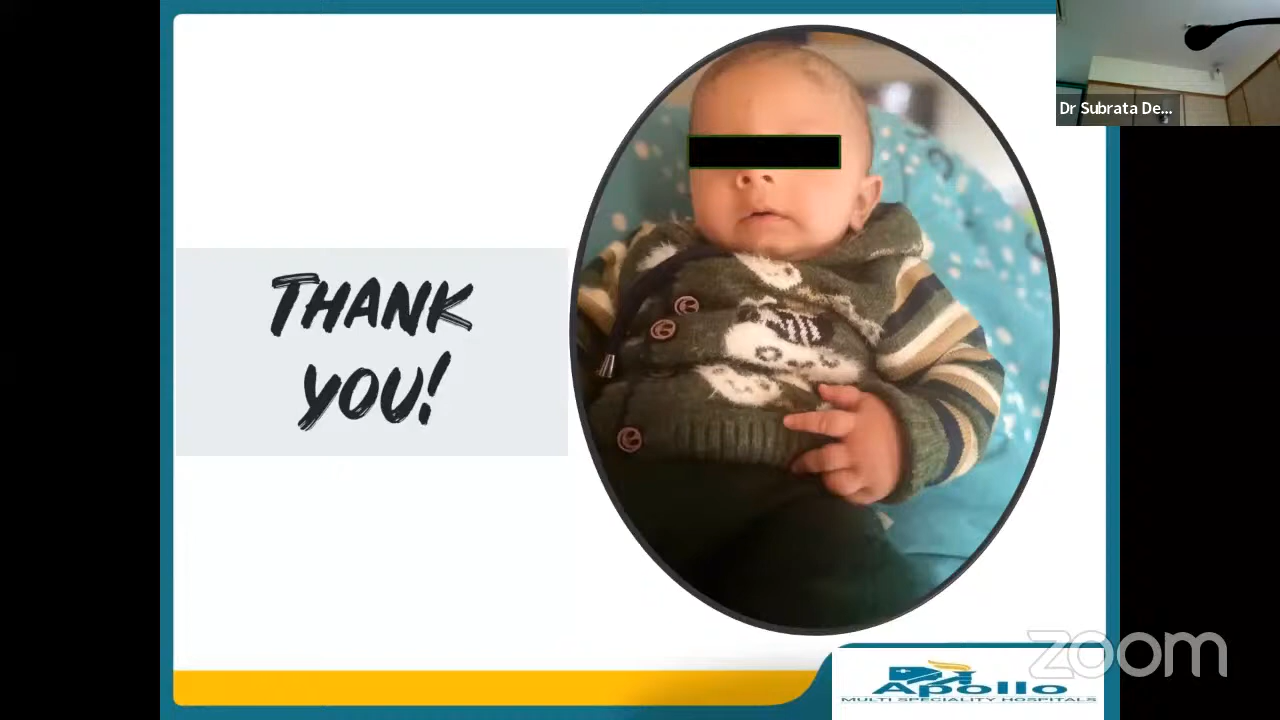 Dr Subrata De...
THANK
YOU!
zoom
Apollo
MULTI SPECIALITY HOSPITALS